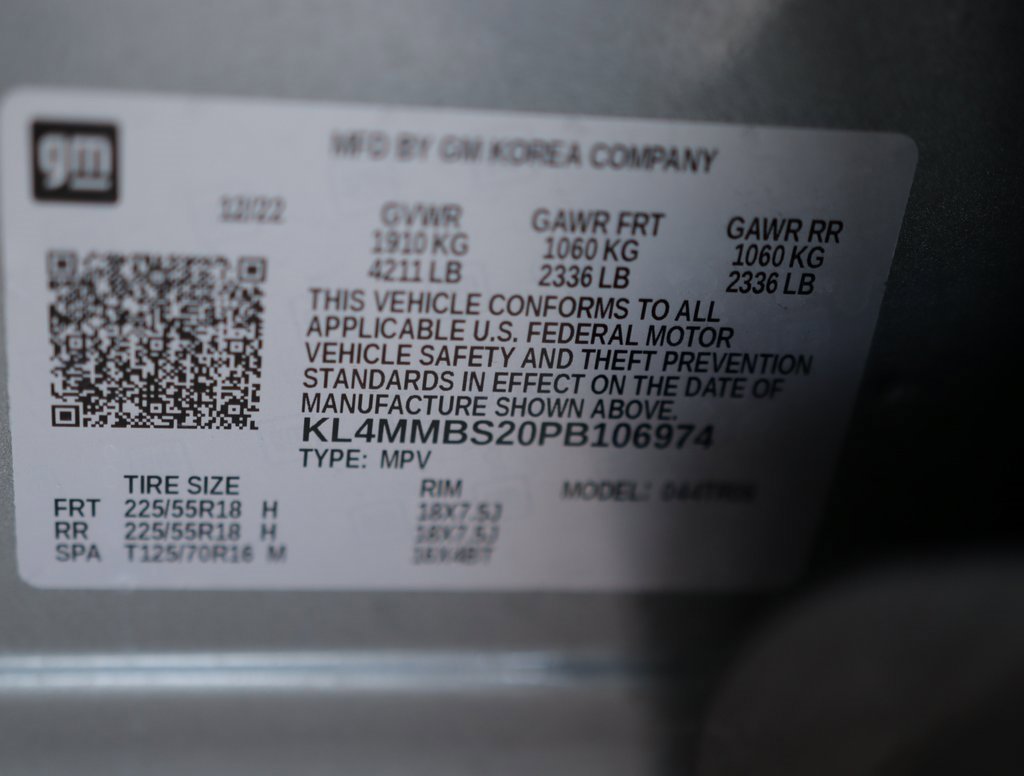 gm
MFD BY GM KOREA COMPANY
12/22 GVWR GAWR FRT GAWR RR
1910 KG 1060 KG 1060 KG
4211 LB 2336 LB 2336 LB
THIS VEHICLE CONFORMS TO ALL
APPLICABLE U.S. FEDERAL MOTOR
VEHICLE SAFETY AND THEFT PREVENTION
STANDARDS IN EFFECT ON THE DATE OF
MANUFACTURE SHOWN ABOVE.
KL4MMBS20PB106974
TYPE: MPV
TIRE SIZE RIM MODEL:
FRT 225/55R18 H 18X7.5J
RR 225/55R18 H 18X7.5J
SPA T125/70R16 M 16X4BT